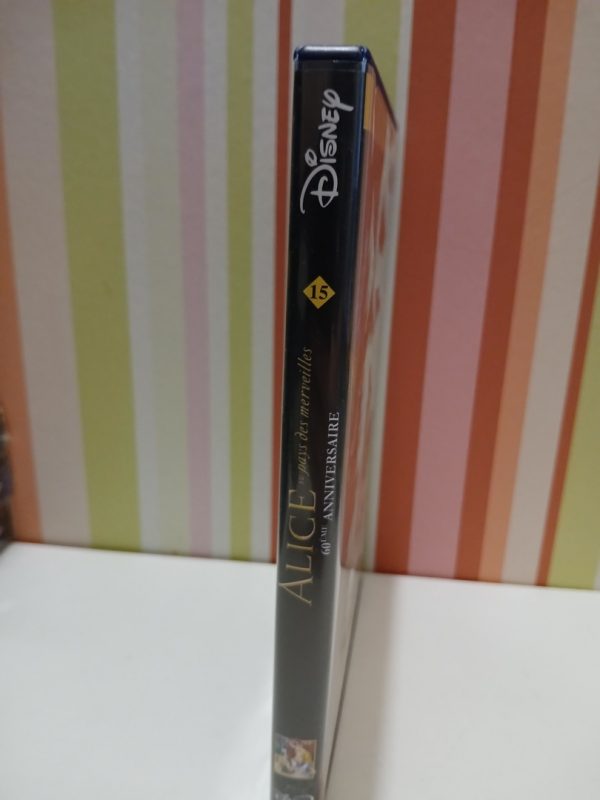 DISNEY
15
ALICE au pays des merveilles
60ÈME ANNIVERSAIRE